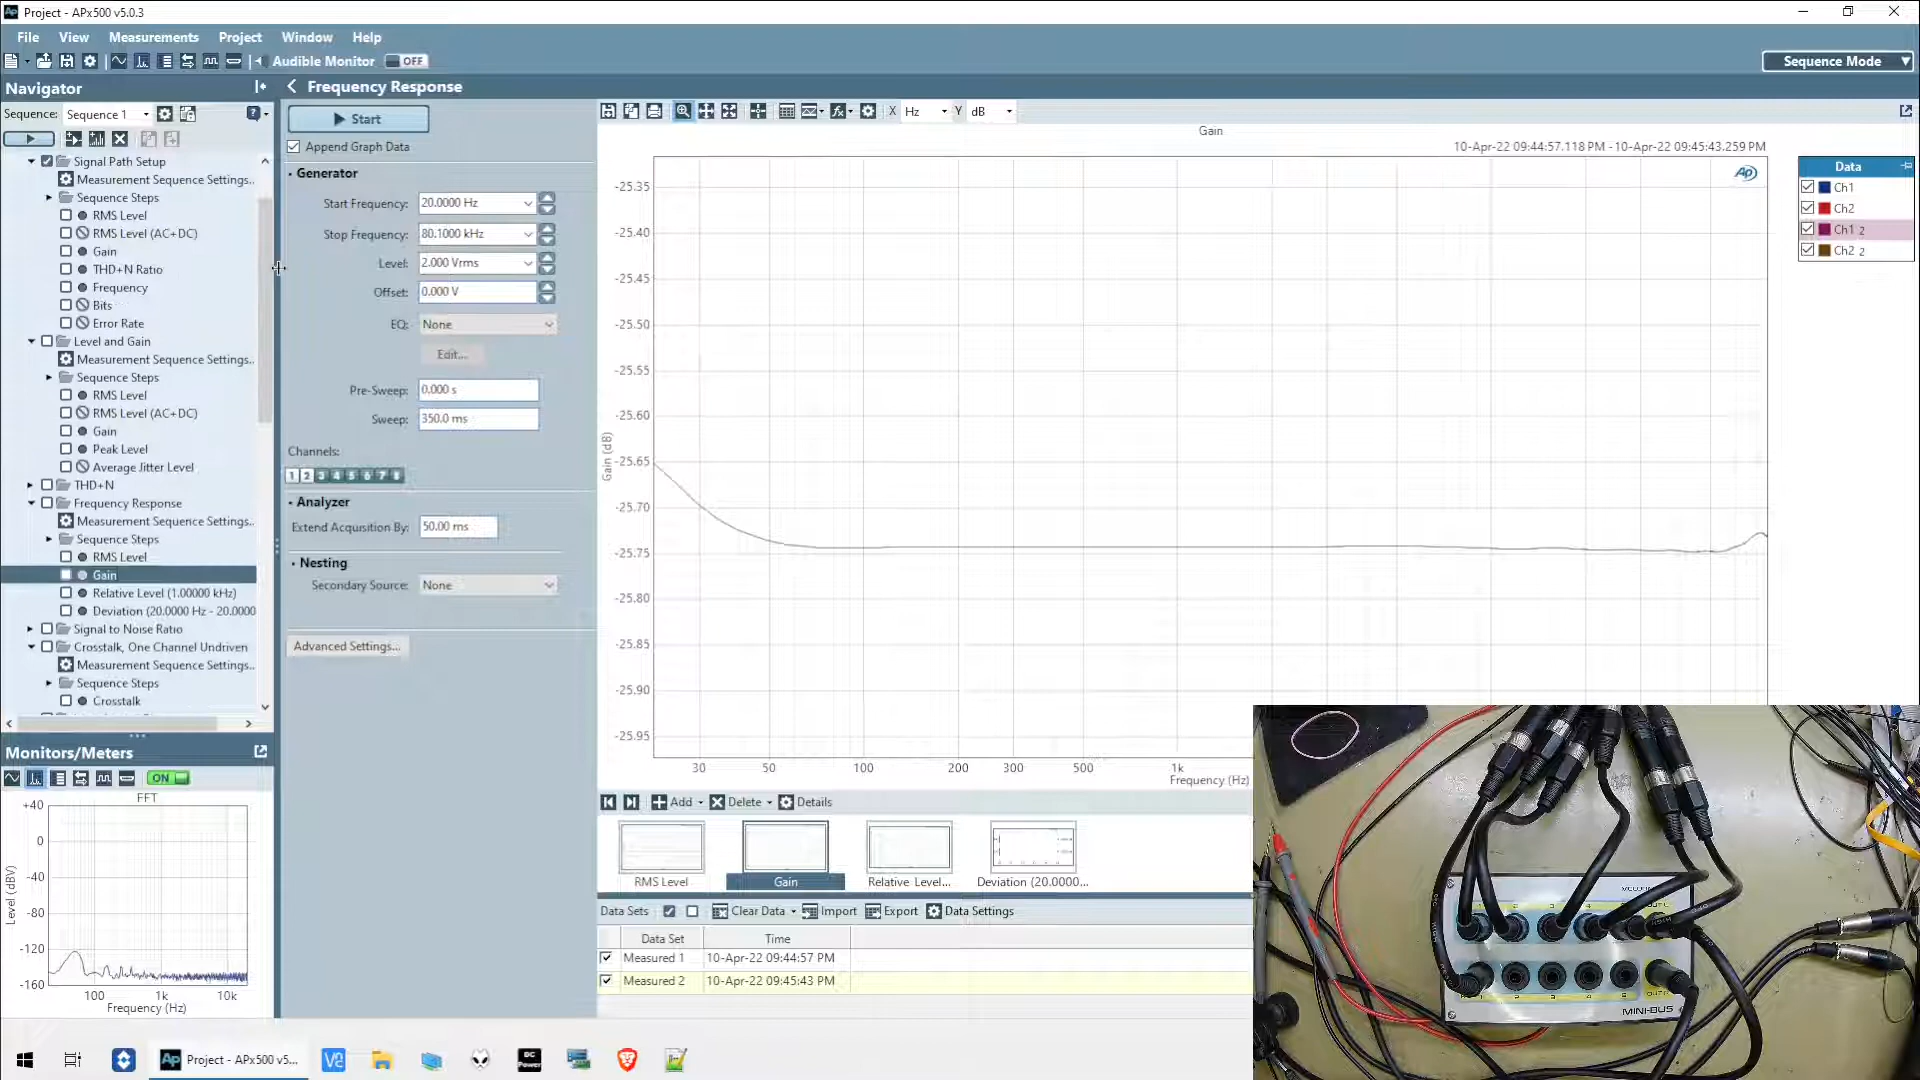 Project - APx500 v5.0.3
File View Measurements Project Window Help
Audible Monitor OFF
Sequence Mode
Navigator
Sequence: Sequence 1
Signal Path Setup
Measurement Sequence Settings...
Sequence Steps
RMS Level
RMS Level (AC+DC)
Gain
THD+N Ratio
Frequency
Bits
Error Rate
Level and Gain
Measurement Sequence Settings...
Sequence Steps
RMS Level
RMS Level (AC+DC)
Gain
Peak Level
Average Jitter Level
THD+N
Frequency Response
Measurement Sequence Settings...
Sequence Steps
RMS Level
Gain
Relative Level (1.00000 kHz)
Deviation (20.0000 Hz - 20.0000
Signal to Noise Ratio
Crosstalk, One Channel Undriven
Measurement Sequence Settings...
Sequence Steps
Crosstalk
Monitors/Meters
ON
FFT
+40
0
-40
-80
-120
-160
Level (dBV)
100 1k 10k
Frequency (Hz)
Frequency Response
Start
Append Graph Data
Generator
Start Frequency: 20.0000 Hz
Stop Frequency: 80.1000 kHz
Level: 2.000 Vrms
Offset: 0.000 V
EQ: None
Edit...
Pre-Sweep: 0.000 s
Sweep: 350.0 ms
Channels:
1 2 3 4 5 6 7 8
Analyzer
Extend Acquisition By: 50.00 ms
Nesting
Secondary Source: None
Advanced Settings...
X Hz Y dB
Gain
10-Apr-22 09:44:57.118 PM - 10-Apr-22 09:45:43.259 PM
AP
-25.35
-25.40
-25.45
-25.50
-25.55
-25.60
-25.65
-25.70
-25.75
-25.80
-25.85
-25.90
-25.95
Gain (dB)
30 50 100 200 300 500 1k
Frequency (Hz)
Data
Ch1
Ch2
Ch1 2
Ch2 2
Add Delete Details
RMS Level
Gain
Relative Level...
Deviation (20.0000...
Data Sets Clear Data Import Export Data Settings
Data Set Time
Measured 1 10-Apr-22 09:44:57 PM
Measured 2 10-Apr-22 09:45:43 PM
MINI-BUS
Project - APx500 v5...